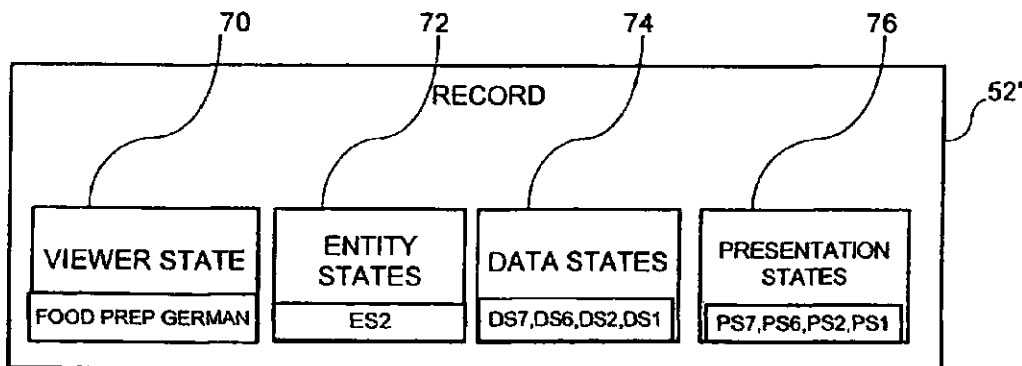 70 72 74 76
RECORD
52'
VIEWER STATE
FOOD PREP GERMAN
ENTITY
STATES
ES2
DATA STATES
DS7,DS6,DS2,DS1
PRESENTATION
STATES
PS7,PS6,PS2,PS1